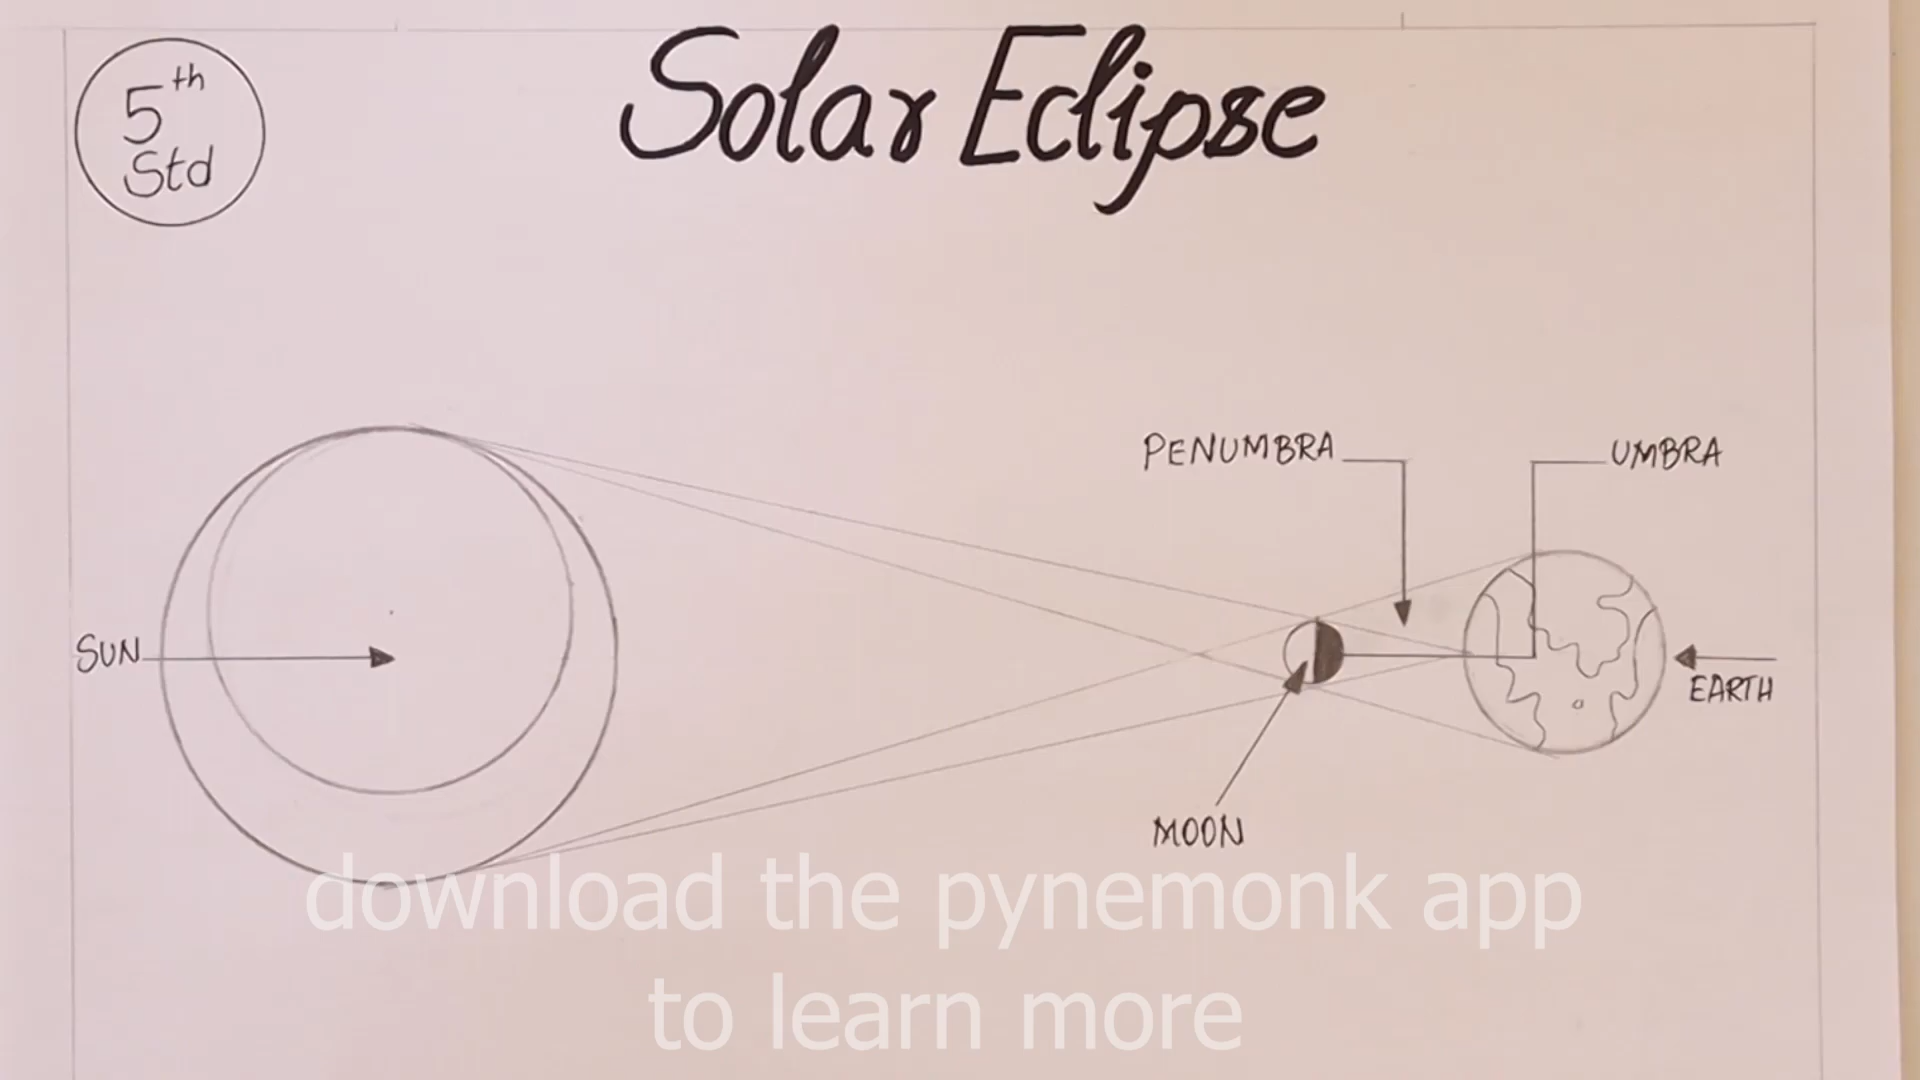 5th
Std
Solar Eclipse
PENUMBRA
UMBRA
SUN
EARTH
MOON
download the pynemonk app
to learn more